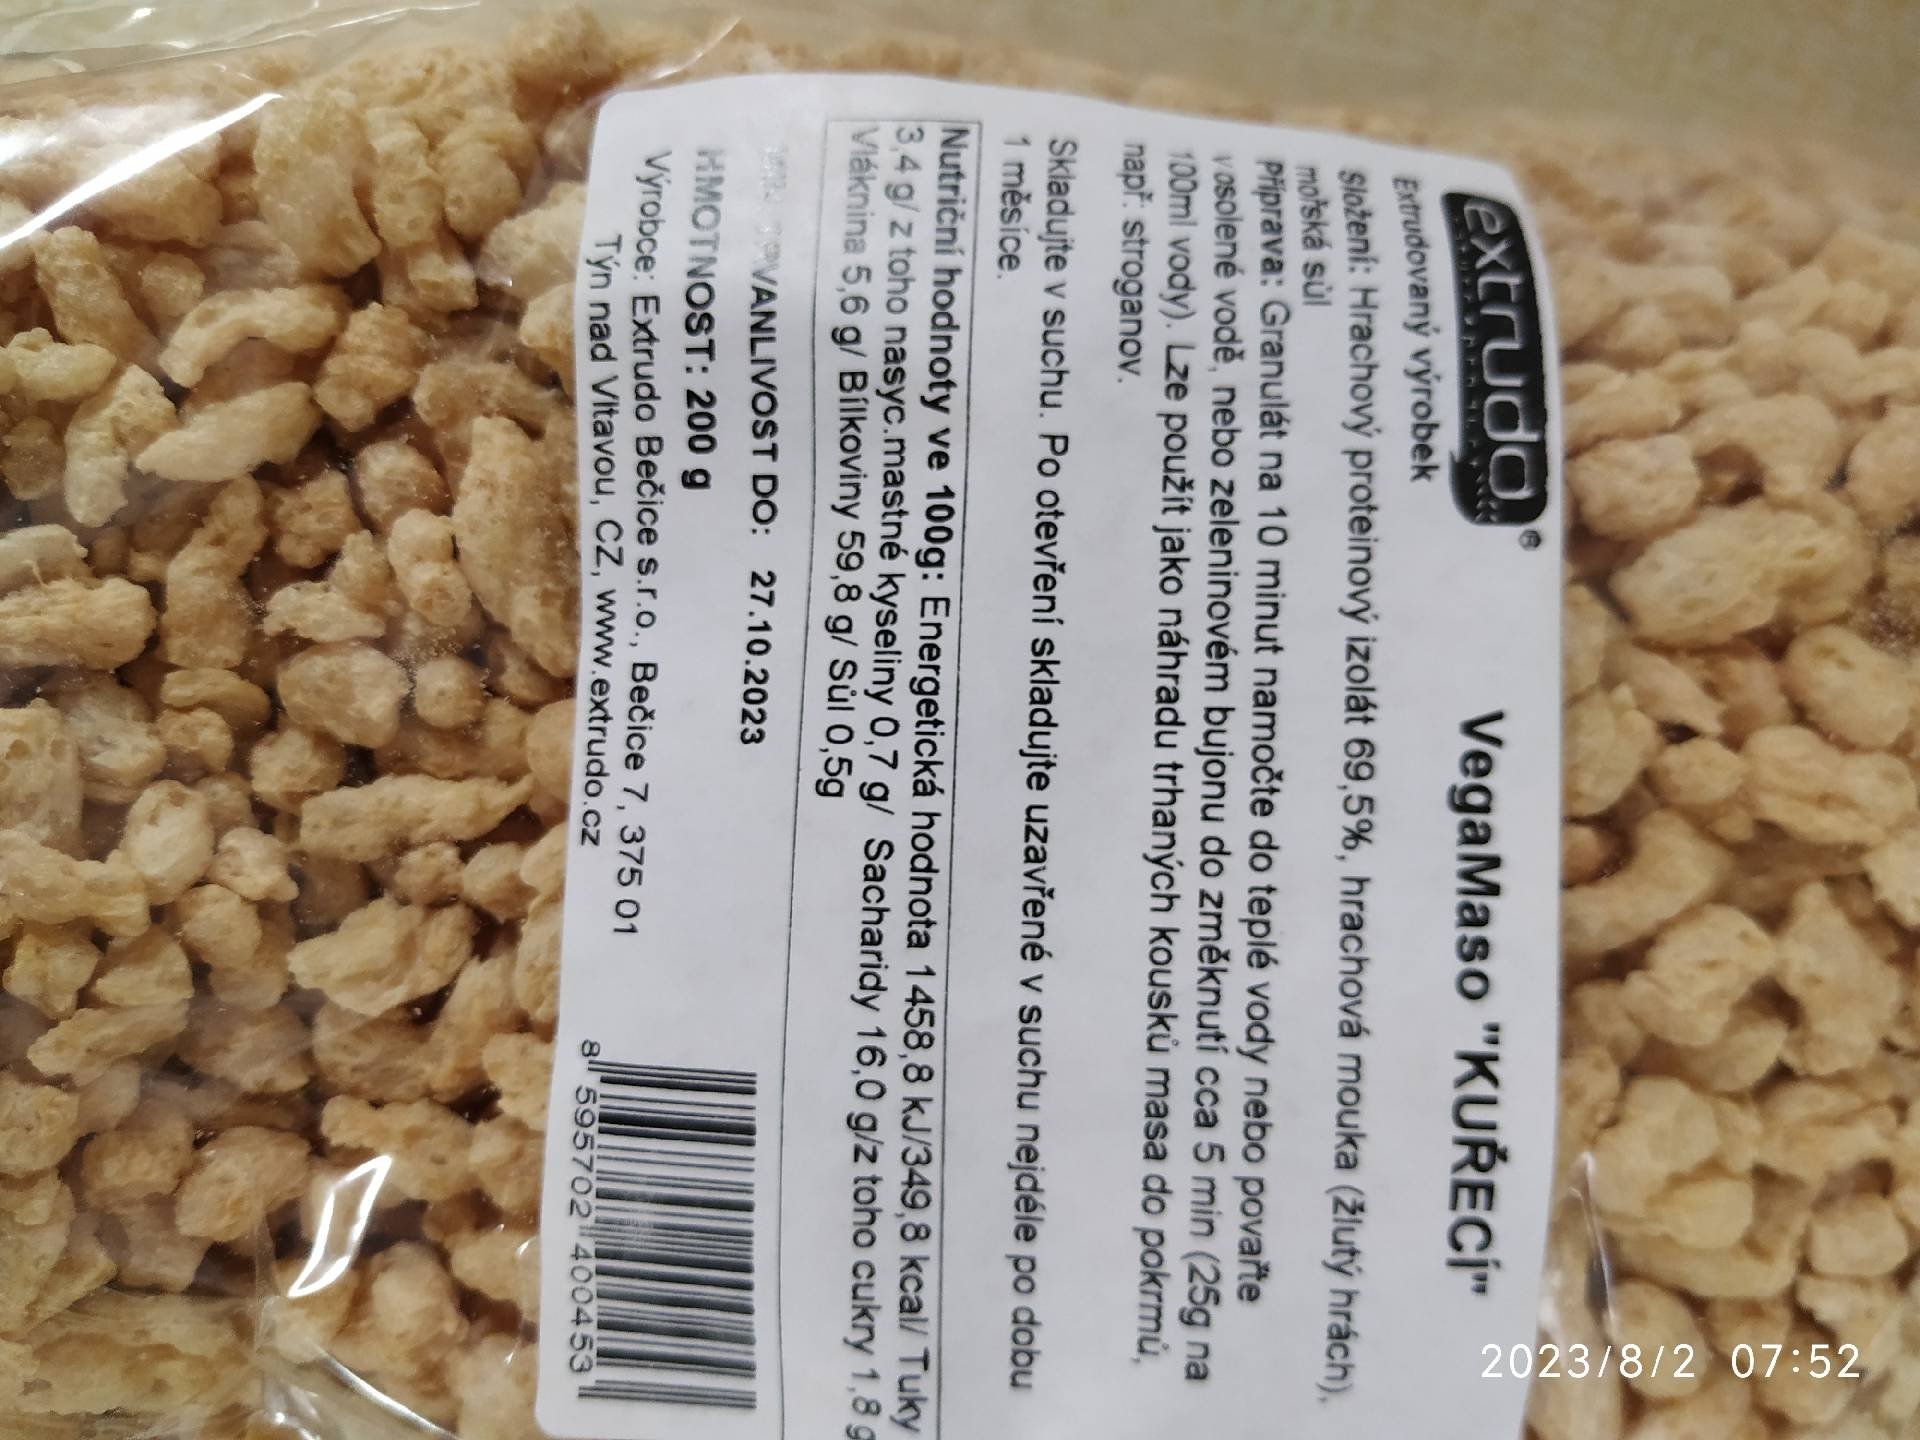 extrudo®
VegaMaso "KUŘECÍ"
Extrudovaný výrobek
Složení: Hrachový proteinový izolát 69,5%, hrachová mouka (žlutý hrách),
mořská sůl
Příprava: Granulát na 10 minut namočte do teplé vody nebo povařte
v osolené vodě, nebo zeleninovém bujonu do změknutí cca 5 min (25g na
100ml vody). Lze použít jako náhradu trhaných kousků masa do pokrmů,
např. stroganov.
Skladujte v suchu. Po otevření skladujte uzavřené v suchu nejdéle po dobu
1 měsíce.
Nutriční hodnoty ve 100g: Energetická hodnota 1458,8 kJ/349,8 kcal/ Tuky
3,4 g/ z toho nasyc.mastné kyseliny 0,7 g/ Sacharidy 16,0 g/z toho cukry 1,8 g
Vláknina 5,6 g/ Bílkoviny 59,8 g/ Sůl 0,5g
VANLIVOST DO: 27.10.2023
HMOTNOST: 200 g
Výrobce: Extrudo Bečice s.r.o., Bečice 7, 375 01
Týn nad Vltavou, CZ, www.extrudo.cz
8 595702 400453
2023/8/2 07:52